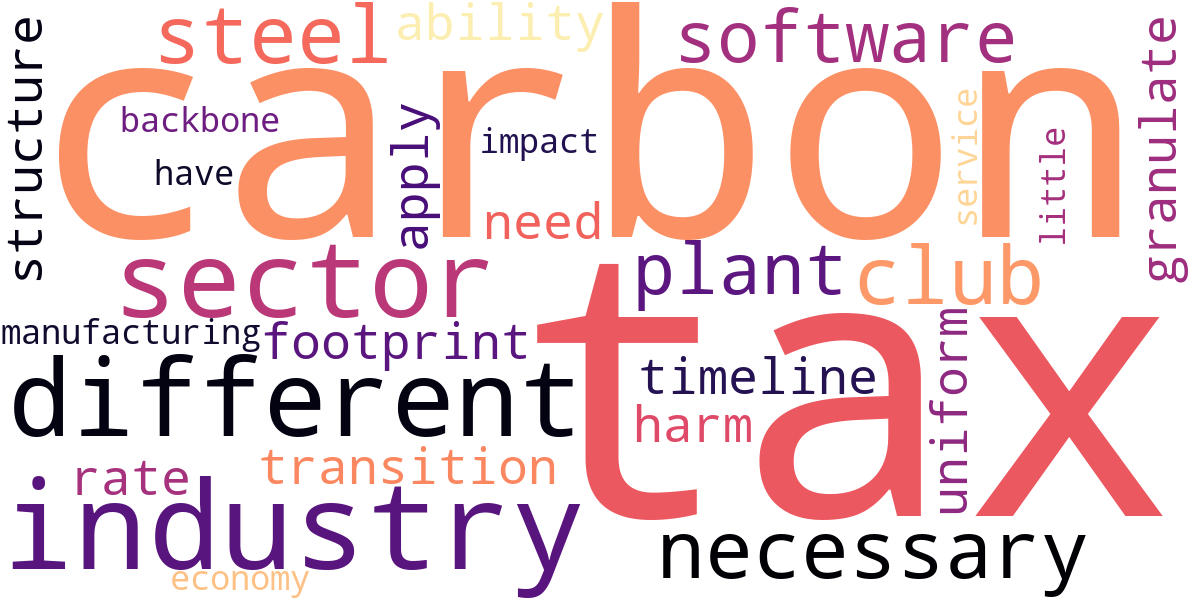 steel
ability
software
carbon
structure
granulate
backbone
apply
impact
service
little
have
need
sector
plant
club
tax
manufacturing
footprint
different
timeline
uniform
harm
rate
transition
industry
necessary
economy